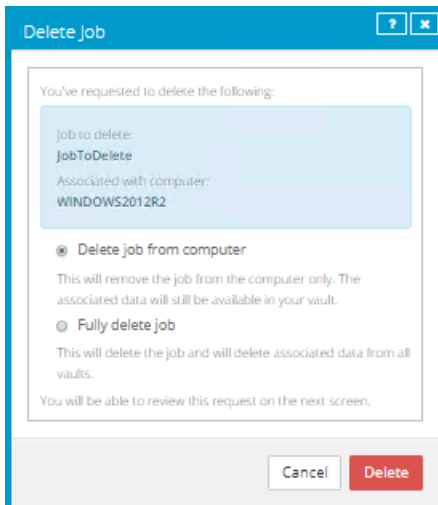 Delete Job
?
x
You've requested to delete the following:
Job to delete:
JobToDelete
Associated with computer:
WINDOWS2012R2
Delete job from computer
This will remove the job from the computer only. The
associated data will still be available in your vault.
Fully delete job
This will delete the job and will delete associated data from all
vaults.
You will be able to review this request on the next screen.
Cancel
Delete